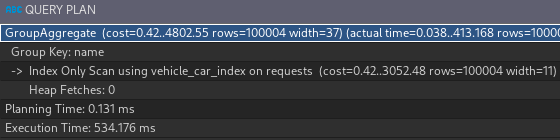 QUERY PLAN
GroupAggregate (cost=0.42..4802.55 rows=100004 width=37) (actual time=0.038..413.168 rows=10000
Group Key: name
-> Index Only Scan using vehicle_car_index on requests (cost=0.42..3052.48 rows=100004 width=11)
Heap Fetches: 0
Planning Time: 0.131 ms
Execution Time: 534.176 ms